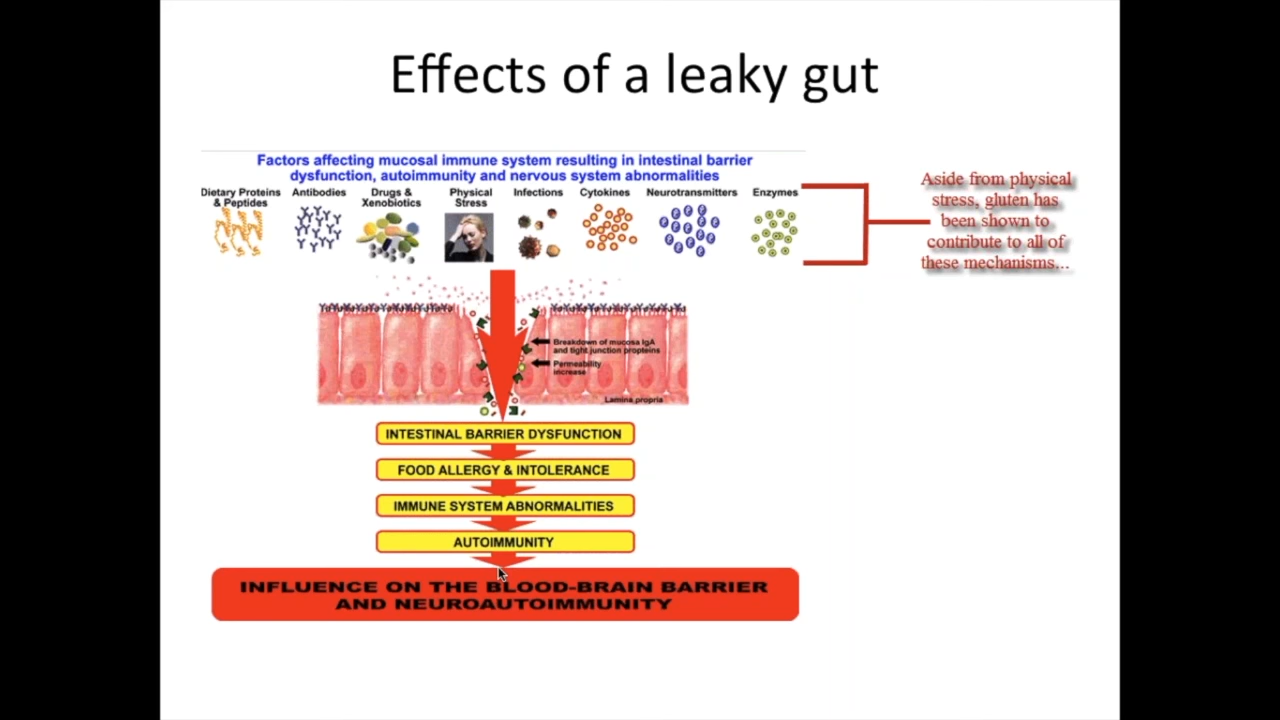 Effects of a leaky gut
Factors affecting mucosal immune system resulting in intestinal barrier
dysfunction, autoimmunity and nervous system abnormalities
Dietary Proteins
& Peptides
Antibodies
Drugs &
Xenobiotics
Physical
Stress
Infections
Cytokines
Neurotransmitters
Enzymes
Aside from physical
stress, gluten has
been shown to
contribute to all of
these mechanisms...
Breakdown of mucosa IgA
and tight junction propteins
Permeability
increase
Lamina propria
INTESTINAL BARRIER DYSFUNCTION
FOOD ALLERGY & INTOLERANCE
IMMUNE SYSTEM ABNORMALITIES
AUTOIMMUNITY
INFLUENCE ON THE BLOOD-BRAIN BARRIER
AND NEUROAUTOIMMUNITY